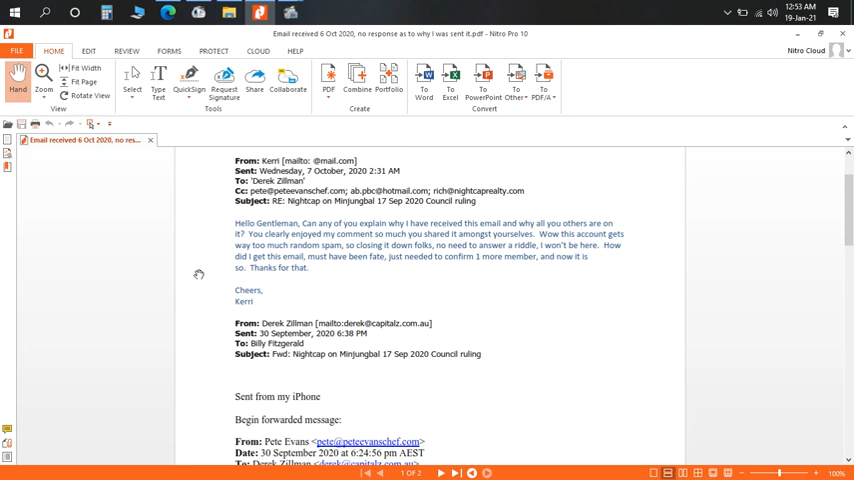 12:53 AM
19-Jan-21
Email received 6 Oct 2020, no response as to why I was sent it.pdf - Nitro Pro 10
FILE HOME EDIT REVIEW FORMS PROTECT CLOUD HELP
Nitro Cloud
Hand
Zoom
Fit Width
Fit Page
Rotate View
View
Select
Type Text
QuickSign
Request Signature
Share
Collaborate
Tools
PDF
Combine
Portfolio
Create
To Word
To Excel
To PowerPoint
To Other
To PDF/A
Convert
Email received 6 Oct 2020, no res...
From: Kerri [mailto: @mail.com]
Sent: Wednesday, 7 October, 2020 2:31 AM
To: 'Derek Zillman'
Cc: pete@peteevanschef.com; ab.pbc@hotmail.com; rich@nightcaprealty.com
Subject: RE: Nightcap on Minjungbal 17 Sep 2020 Council ruling
Hello Gentleman, Can any of you explain why I have received this email and why all you others are on
it? You clearly enjoyed my comment so much you shared it amongst yourselves. Wow this account gets
way too much random spam, so closing it down folks, no need to answer a riddle, I won't be here. How
did I get this email, must have been fate, just needed to confirm 1 more member, and now it is
so. Thanks for that.
Cheers,
Kerri
From: Derek Zillman [mailto:derek@capitalz.com.au]
Sent: 30 September, 2020 6:38 PM
To: Billy Fitzgerald
Subject: Fwd: Nightcap on Minjungbal 17 Sep 2020 Council ruling
Sent from my iPhone
Begin forwarded message:
From: Pete Evans <pete@peteevanschef.com>
Date: 30 September 2020 at 6:24:56 pm AEST
To: Derek Zillman <derek@capitalz.com.au>
1 OF 2
100%